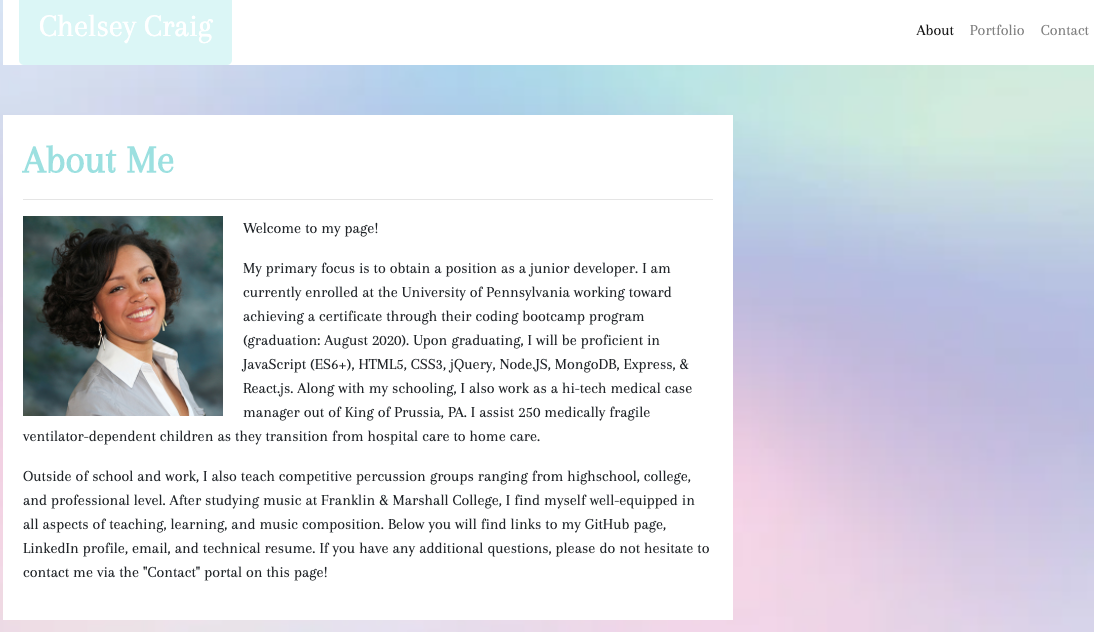 Chelsey Craig
About Portfolio Contact
About Me
Welcome to my page!
My primary focus is to obtain a position as a junior developer. I am
currently enrolled at the University of Pennsylvania working toward
achieving a certificate through their coding bootcamp program
(graduation: August 2020). Upon graduating, I will be proficient in
JavaScript (ES6+), HTML5, CSS3, jQuery, Node.JS, MongoDB, Express, &
React.js. Along with my schooling, I also work as a hi-tech medical case
manager out of King of Prussia, PA. I assist 250 medically fragile
ventilator-dependent children as they transition from hospital care to home care.
Outside of school and work, I also teach competitive percussion groups ranging from highschool, college,
and professional level. After studying music at Franklin & Marshall College, I find myself well-equipped in
all aspects of teaching, learning, and music composition. Below you will find links to my GitHub page,
LinkedIn profile, email, and technical resume. If you have any additional questions, please do not hesitate to
contact me via the "Contact" portal on this page!